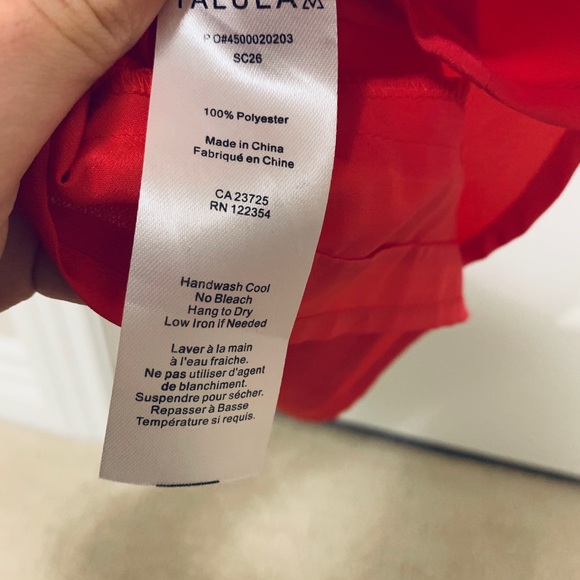 TALULA
PO#4500020203
SC26
100% Polyester
Made in China
Fabriqué en Chine
CA 23725
RN 122354
Handwash Cool
No Bleach
Hang to Dry
Low Iron if Needed
Laver à la main
à l'eau fraiche.
Ne pas utiliser d'agent
de blanchiment.
Suspendre pour sécher.
Repasser à Basse
Température si requis.